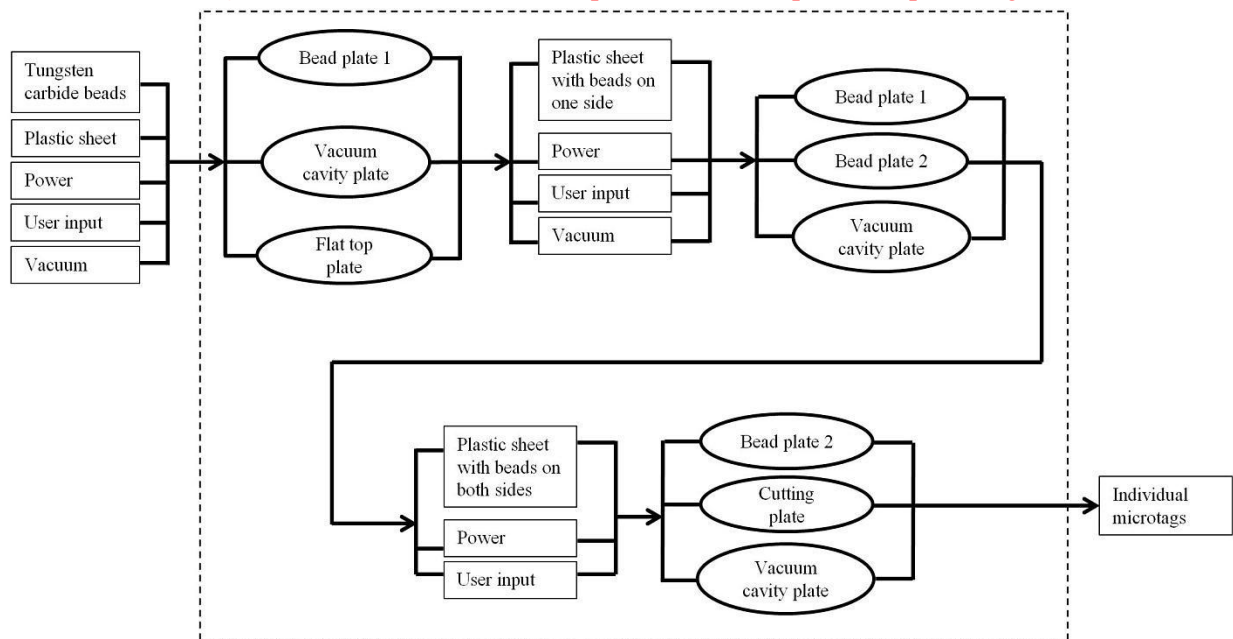 Tungsten
carbide beads
Plastic sheet
Power
User input
Vacuum
Bead plate 1
Vacuum
cavity plate
Flat top
plate
Plastic sheet
with beads on
one side
Power
User input
Vacuum
Bead plate 1
Bead plate 2
Vacuum
cavity plate
Plastic sheet
with beads on
both sides
Power
User input
Bead plate 2
Cutting
plate
Vacuum
cavity plate
Individual
microtags